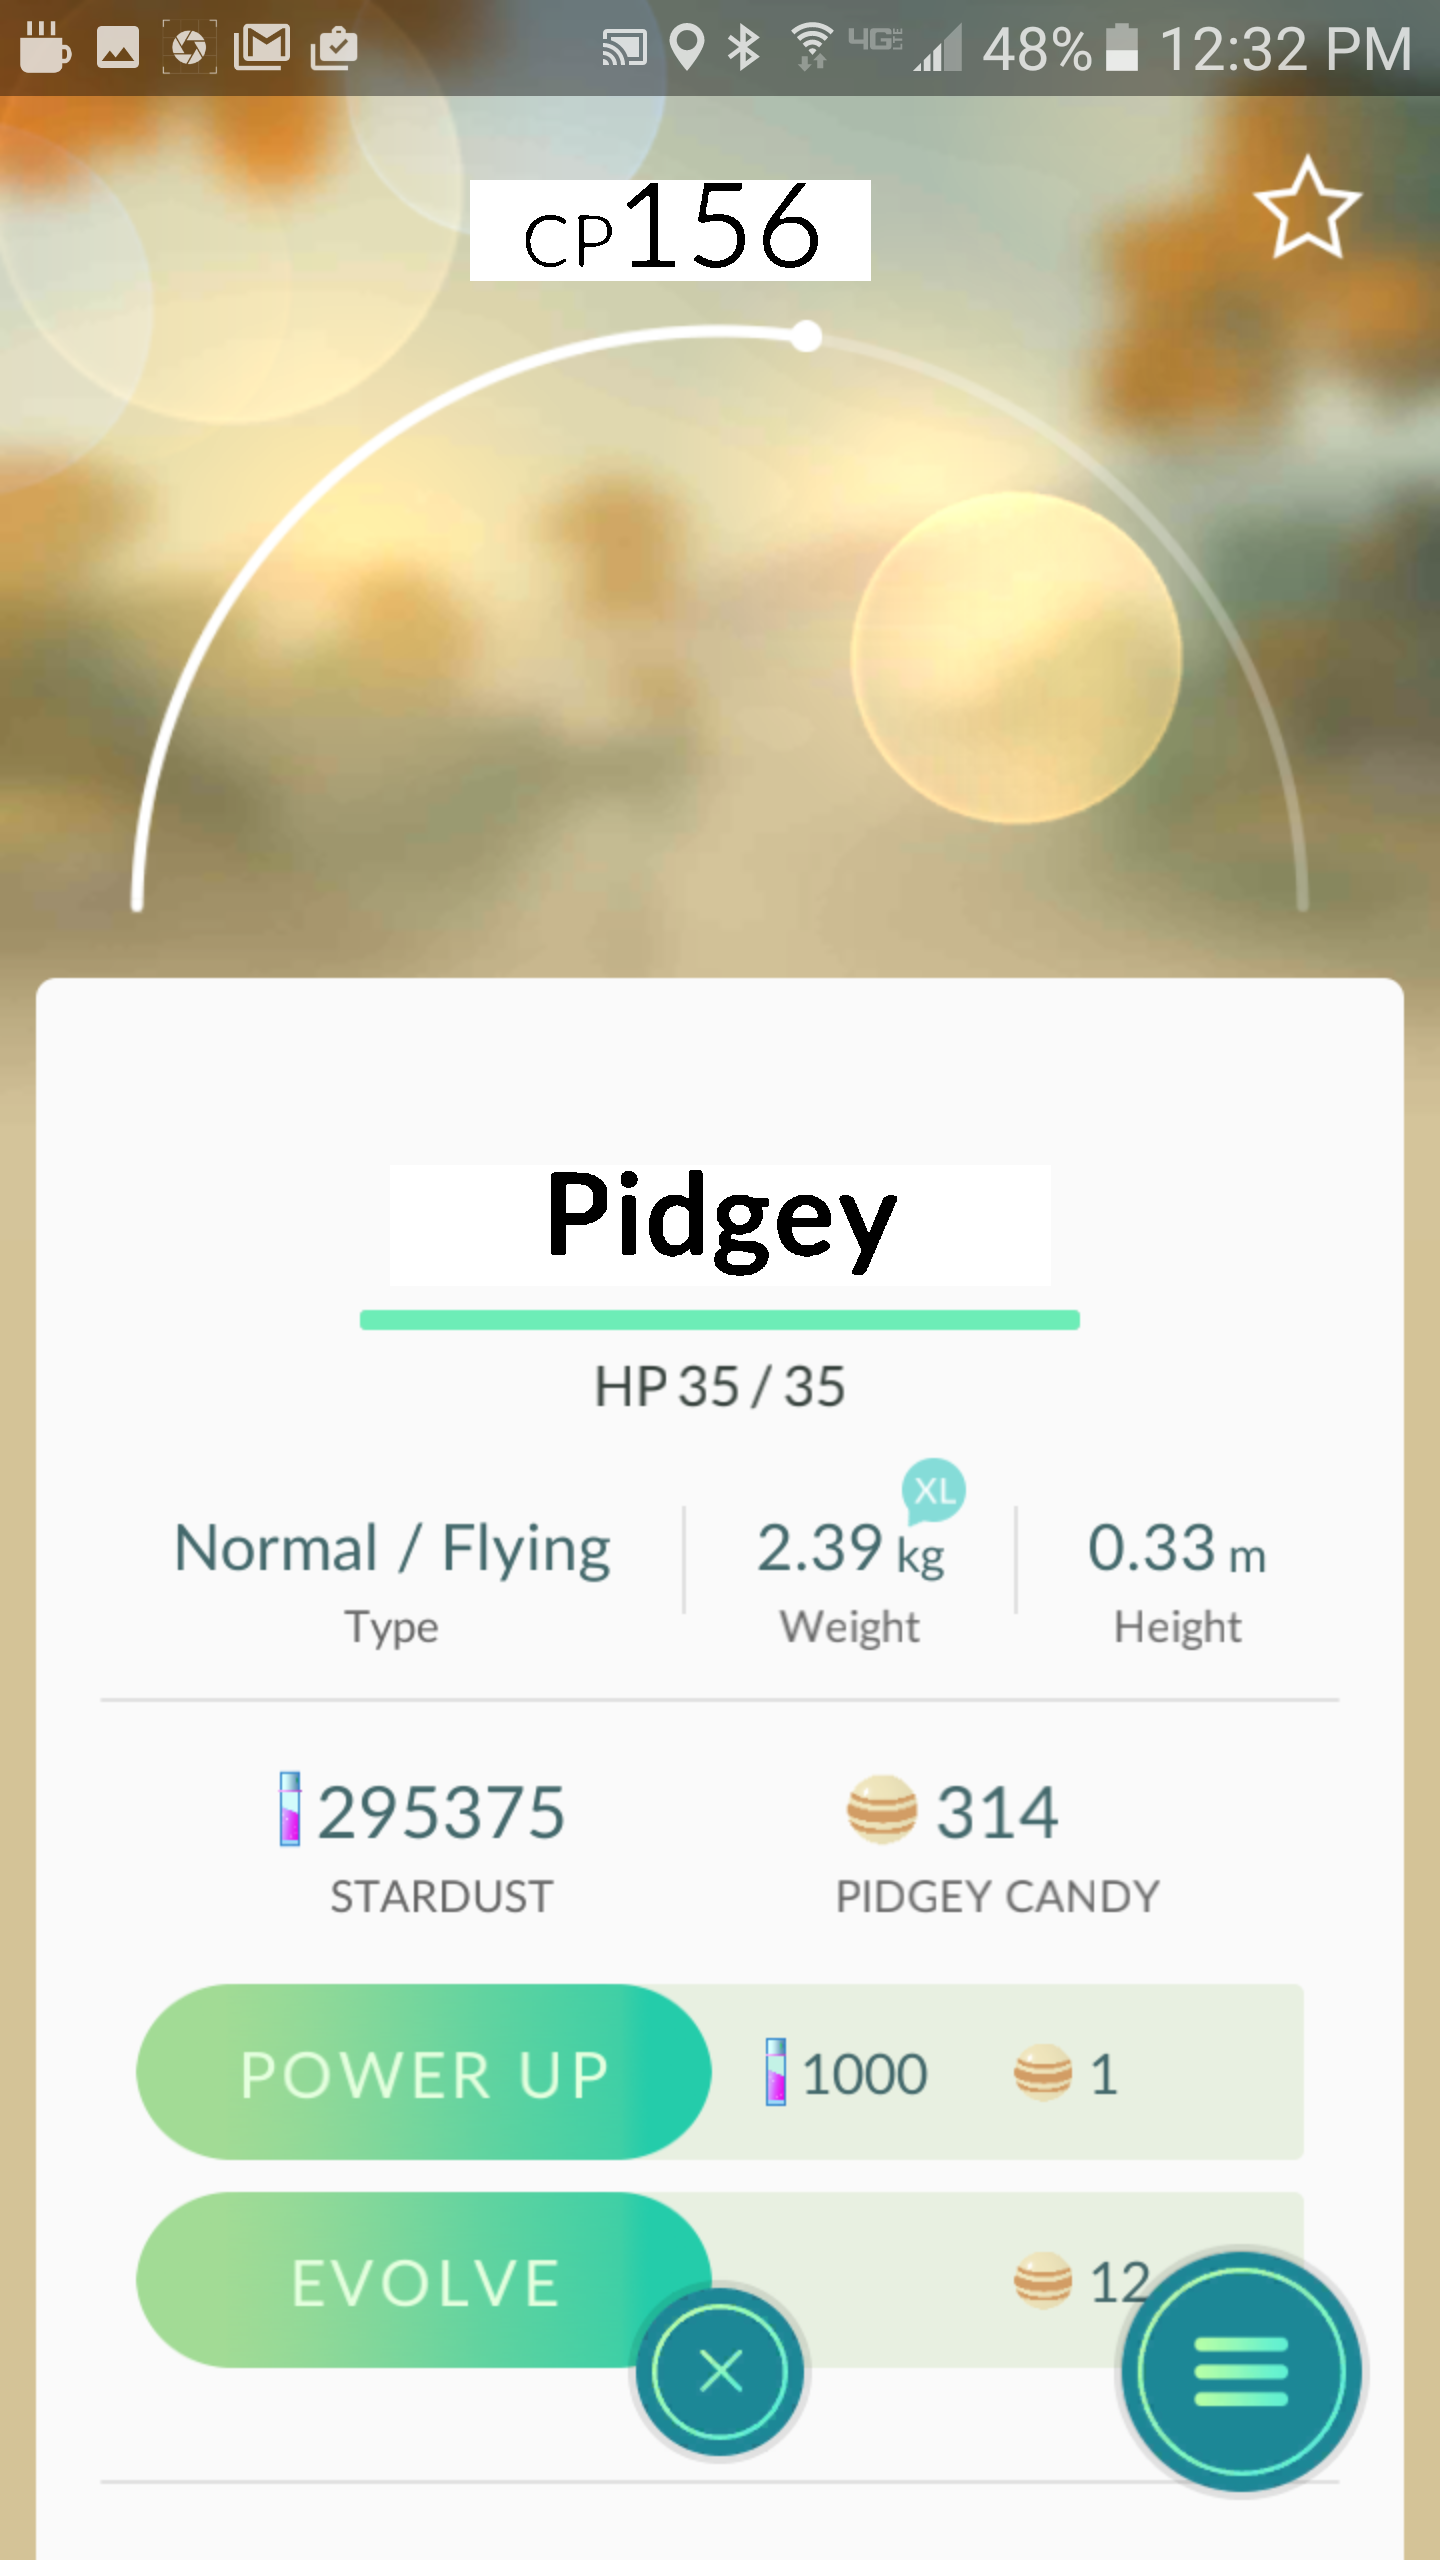 4G LTE 48% 12:32 PM
CP156
Pidgey
HP 35 / 35
XL
Normal / Flying 2.39 kg 0.33 m
Type Weight Height
295375 314
STARDUST PIDGEY CANDY
POWER UP 1000 1
EVOLVE 12